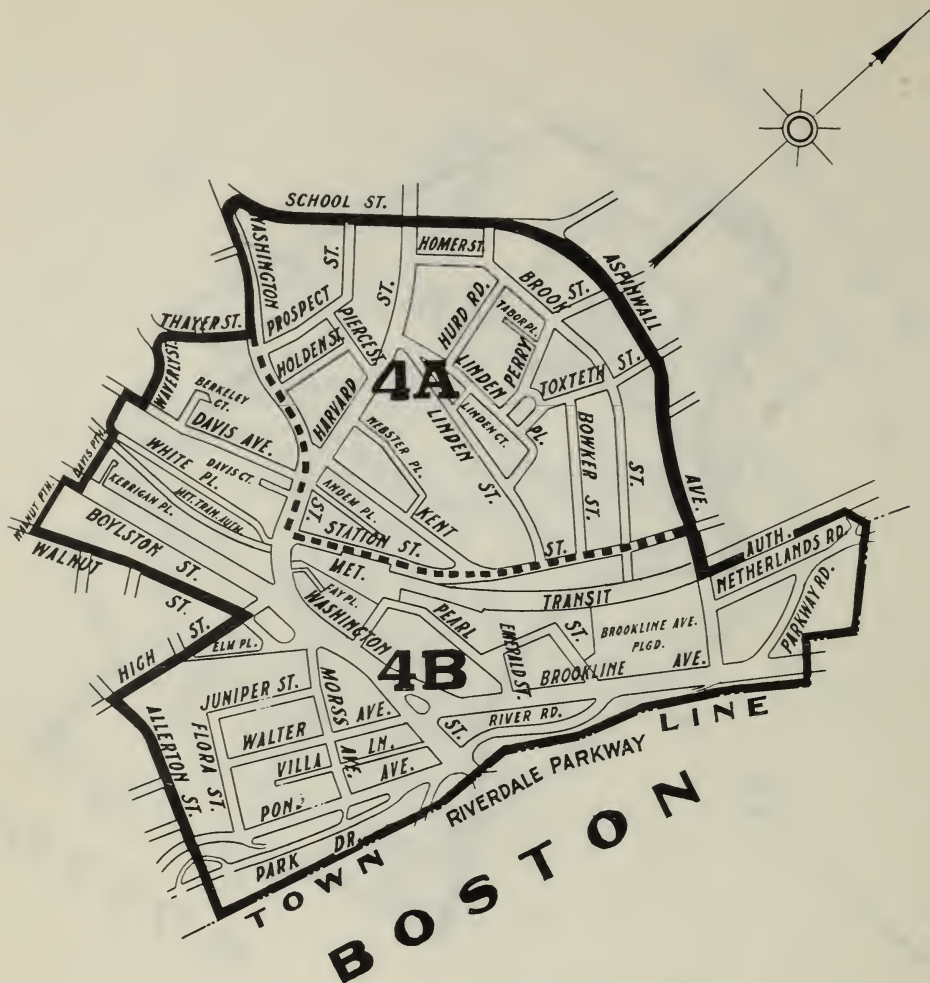 SCHOOL ST.
WASHINGTON
ST.
PROSPECT
ST.
HOMER ST.
BROOK
ST.
ASPINWALL
AVE.
THAYER ST.
HOLDEN ST.
PIERCE ST.
HURD RD.
TABOR PL.
PERRY
LINDEN
PL.
TOXTETH ST.
WAVERLY ST.
BERKELEY
CT.
DAVIS AVE.
HARVARD
4A
LINDEN
ST.
LINDEN CT.
BOWKER ST.
ST.
WEBSTER PL.
DAVIS PTH.
WHITE PL.
DAVIS CT.
KERRIGAN PL.
MET. TRAN. AUTH.
ST.
ANDEM PL.
KENT
ST.
STATION ST.
WALNUT PTH.
BOYLSTON
ST.
WALNUT
ST.
MET.
TRANSIT
AUTH.
NETHERLANDS RD.
PARKWAY RD.
FAY PL.
WASHINGTON
ST.
PEARL
ST.
EMERALD ST.
BROOKLINE AVE.
PLGD.
BROOKLINE AVE.
HIGH ST.
ELM PL.
4B
JUNIPER ST.
MORSS
AVE.
WALTER AVE.
RIVER RD.
VILLA LN.
ALLERTON ST.
FLORA ST.
POND AVE.
PARK DR.
TOWN LINE
RIVERDALE PARKWAY
BOSTON